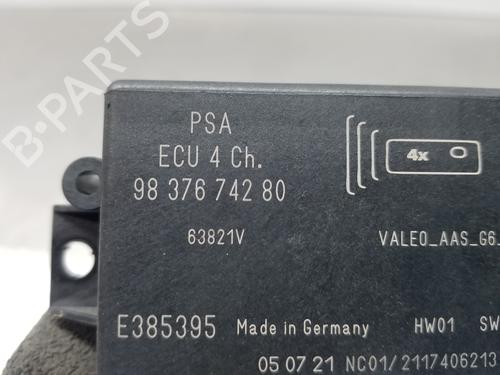 B-PARTS
PSA
ECU 4 Ch.
98 376 742 80
4x
63821V
VALEO_AAS_G6_
E385395 Made in Germany HW01 SW
05 07 21 NC01/2117406213